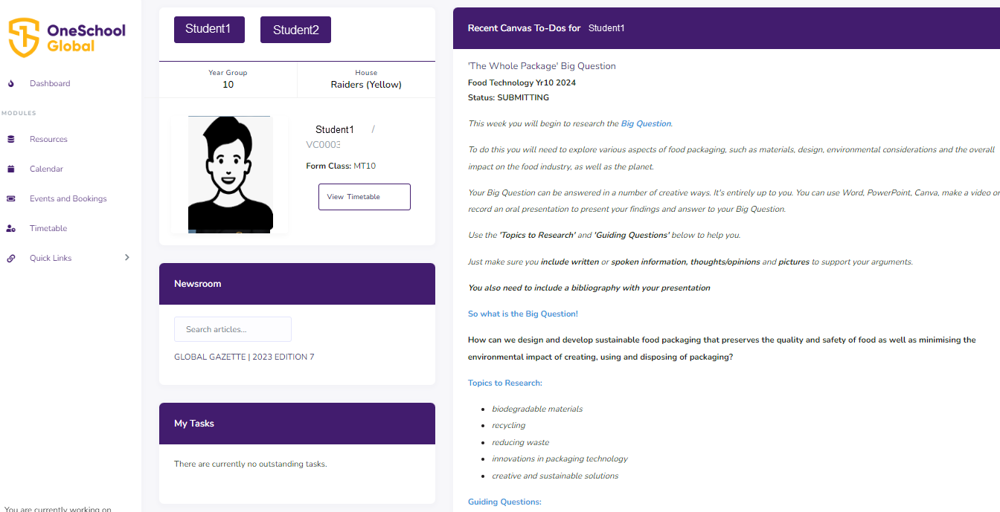 OneSchool
Global
Dashboard
MODULES
Resources
Calendar
Events and Bookings
Timetable
Quick Links
You are currently working on
Student1 Student2
Year Group House
10 Raiders (Yellow)
Student1 /
VC0003
Form Class: MT10
View Timetable
Newsroom
Search articles...
GLOBAL GAZETTE | 2023 EDITION 7
My Tasks
There are currently no outstanding tasks.
Recent Canvas To-Dos for Student1
'The Whole Package' Big Question
Food Technology Yr10 2024
Status: SUBMITTING
This week you will begin to research the Big Question.
To do this you will need to explore various aspects of food packaging, such as materials, design, environmental considerations and the overall
impact on the food industry, as well as the planet.
Your Big Question can be answered in a number of creative ways. It's entirely up to you. You can use Word, PowerPoint, Canva, make a video or
record an oral presentation to present your findings and answer to your Big Question.
Use the 'Topics to Research' and 'Guiding Questions' below to help you.
Just make sure you include written or spoken information, thoughts/opinions and pictures to support your arguments.
You also need to include a bibliography with your presentation
So what is the Big Question!
How can we design and develop sustainable food packaging that preserves the quality and safety of food as well as minimising the
environmental impact of creating, using and disposing of packaging?
Topics to Research:
• biodegradable materials
• recycling
• reducing waste
• innovations in packaging technology
• creative and sustainable solutions
Guiding Questions: